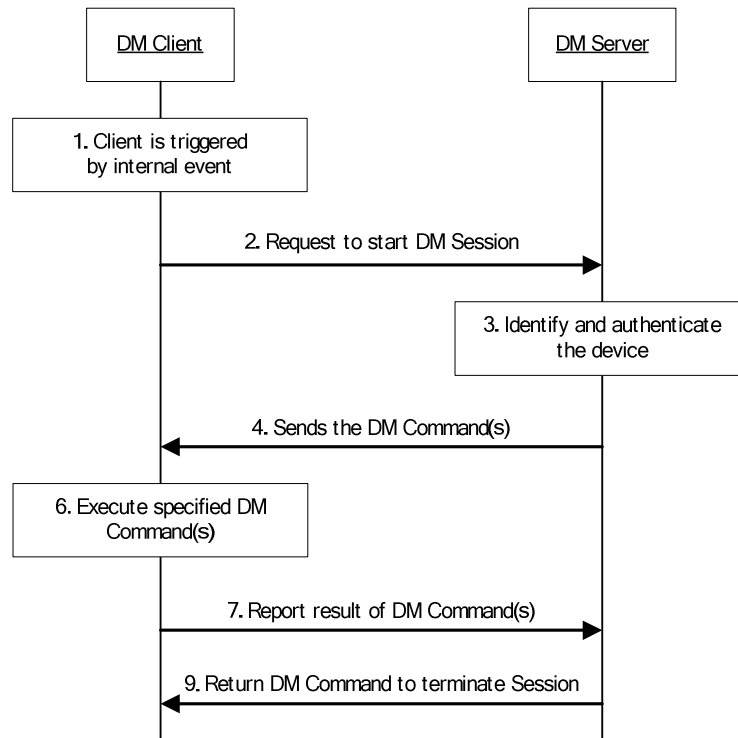 DM Client
DM Server
1. Client is triggered
by internal event
2. Request to start DM Session
3. Identify and authenticate
the device
4. Sends the DM Command(s)
6. Execute specified DM
Command(s)
7. Report result of DM Command(s)
9. Return DM Command to terminate Session